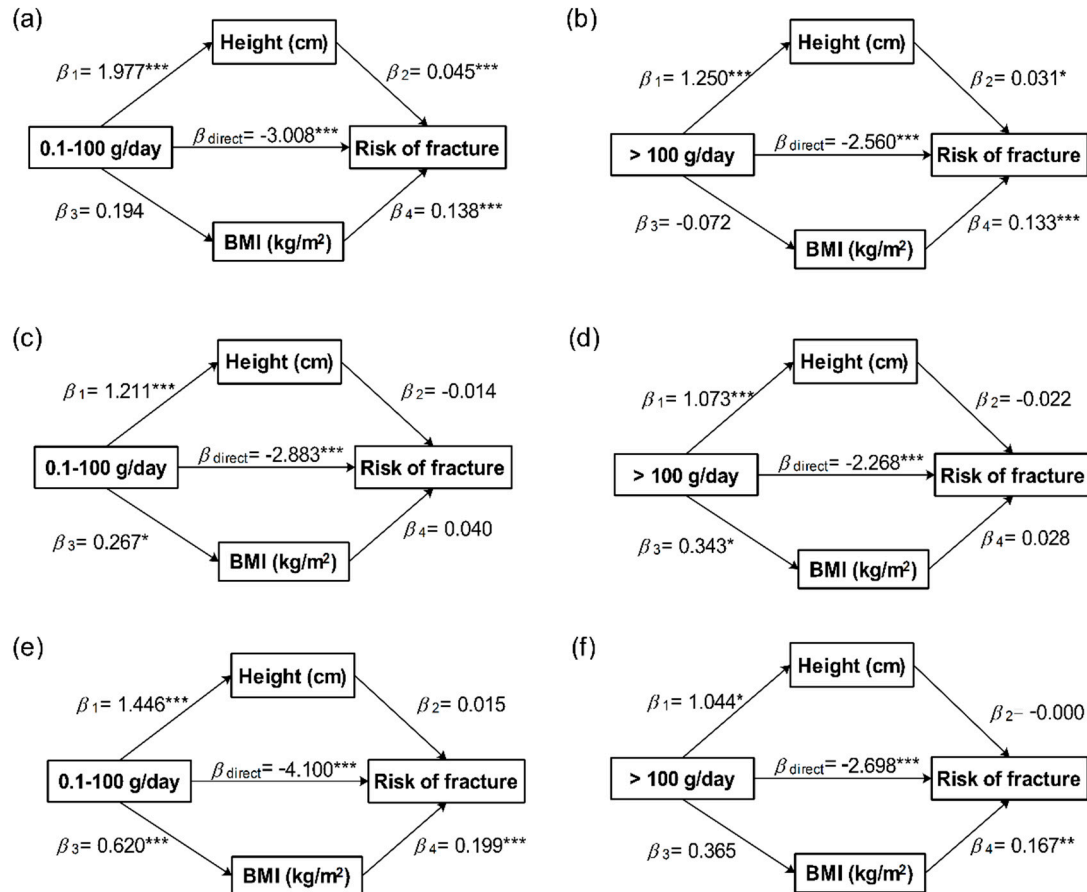 (a)
Height (cm)
β1= 1.977***
β2= 0.045***
0.1-100 g/day
βdirect= -3.008***
Risk of fracture
β3= 0.194
β4= 0.138***
BMI (kg/m²)
(b)
Height (cm)
β1= 1.250***
β2= 0.031*
> 100 g/day
βdirect= -2.560***
Risk of fracture
β3= -0.072
β4= 0.133***
BMI (kg/m²)
(c)
Height (cm)
β1= 1.211***
β2= -0.014
0.1-100 g/day
βdirect= -2.883***
Risk of fracture
β3= 0.267*
β4= 0.040
BMI (kg/m²)
(d)
Height (cm)
β1= 1.073***
β2= -0.022
> 100 g/day
βdirect= -2.268***
Risk of fracture
β3= 0.343*
β4= 0.028
BMI (kg/m²)
(e)
Height (cm)
β1= 1.446***
β2= 0.015
0.1-100 g/day
βdirect= -4.100***
Risk of fracture
β3= 0.620***
β4= 0.199***
BMI (kg/m²)
(f)
Height (cm)
β1= 1.044*
β2– -0.000
> 100 g/day
βdirect= -2.698***
Risk of fracture
β3= 0.365
β4= 0.167**
BMI (kg/m²)